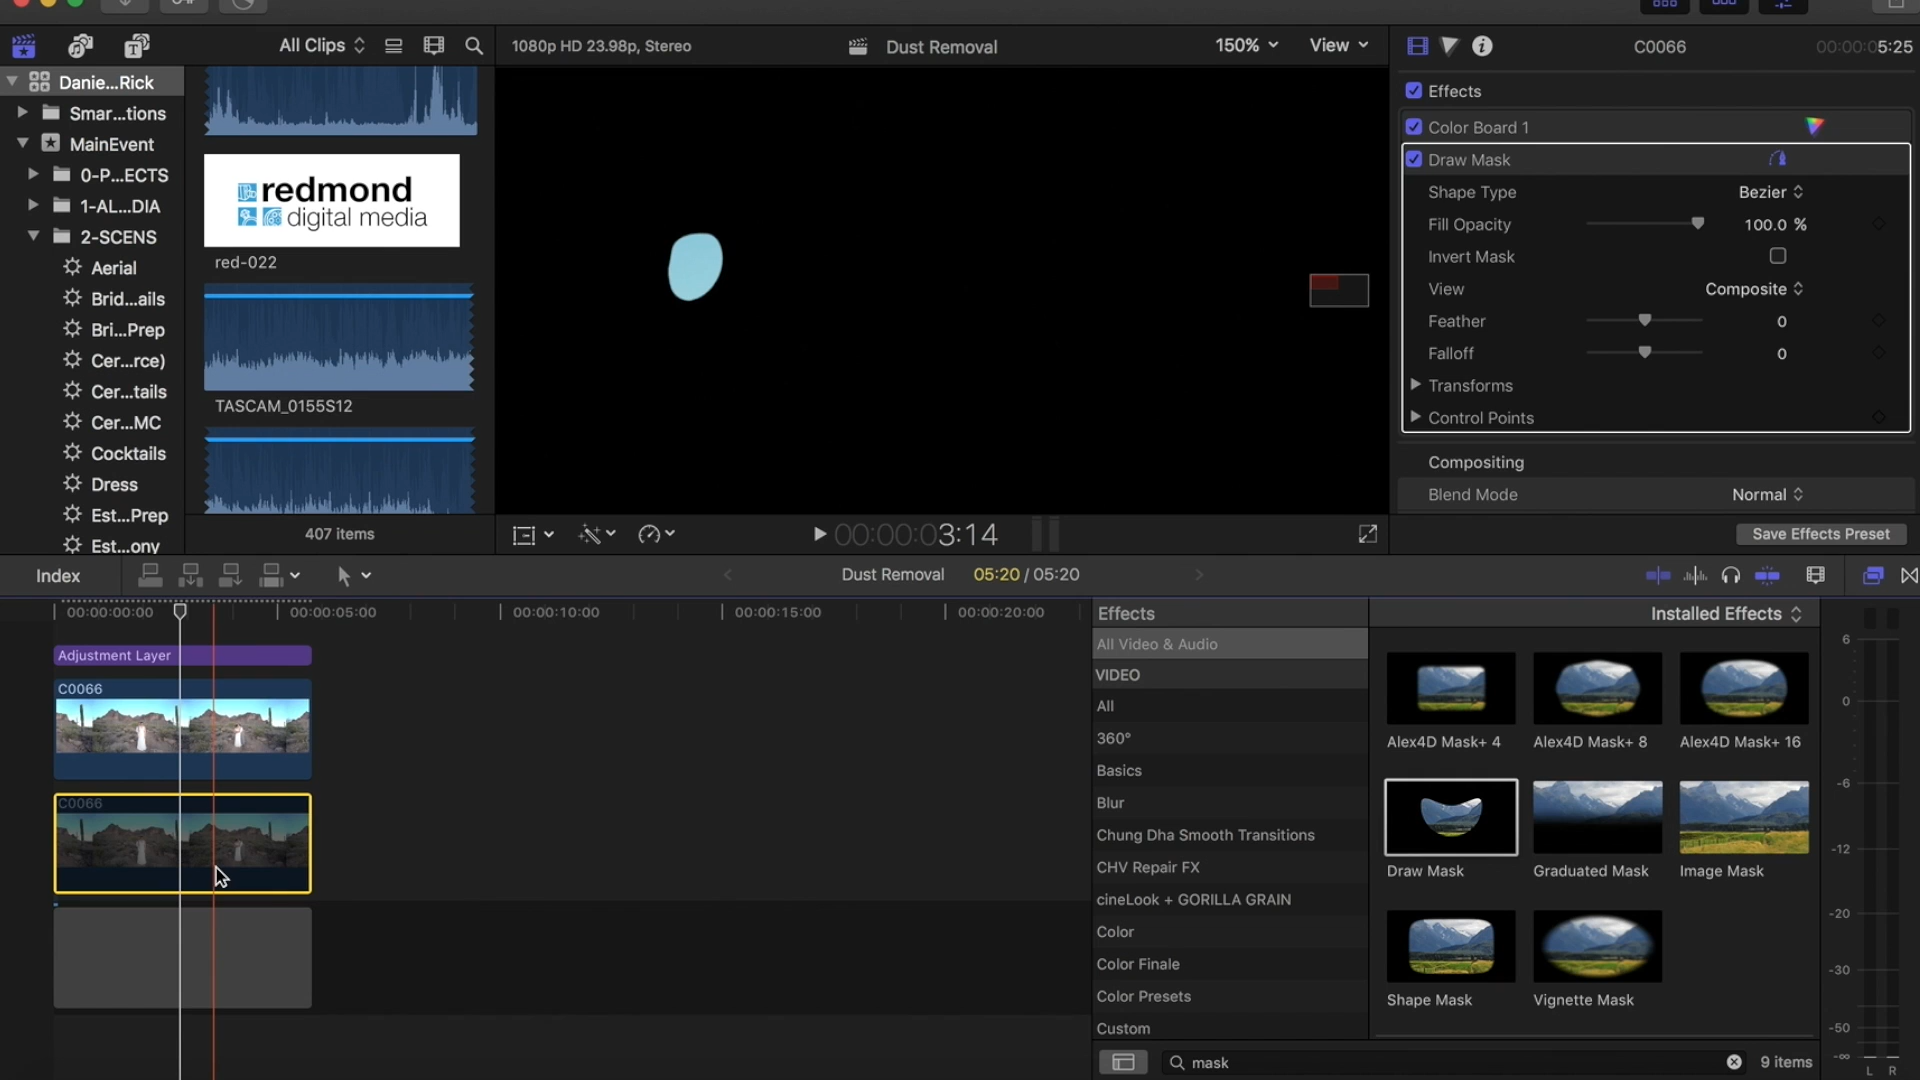 All Clips
1080p HD 23.98p, Stereo
Dust Removal
150%
View
C0066
00:00:05:25
Danie...Rick
Smar...tions
MainEvent
0-P...ECTS
1-AL...DIA
2-SCENS
Aerial
Brid...ails
Bri...Prep
Cer...rce)
Cer...tails
Cer...MC
Cocktails
Dress
Est...Prep
Est...ony
redmond
digital media
red-022
TASCAM_0155S12
407 items
00:00:03:14
Effects
Color Board 1
Draw Mask
Shape Type
Bezier
Fill Opacity
100.0 %
Invert Mask
View
Composite
Feather
0
Falloff
0
Transforms
Control Points
Compositing
Blend Mode
Normal
Save Effects Preset
Index
Dust Removal
05:20 / 05:20
00:00:00:00
00:00:05:00
00:00:10:00
00:00:15:00
00:00:20:00
Adjustment Layer
C0066
C0066
Effects
Installed Effects
All Video & Audio
VIDEO
All
360°
Basics
Blur
Chung Dha Smooth Transitions
CHV Repair FX
cineLook + GORILLA GRAIN
Color
Color Finale
Color Presets
Custom
Alex4D Mask+ 4
Alex4D Mask+ 8
Alex4D Mask+ 16
Draw Mask
Graduated Mask
Image Mask
Shape Mask
Vignette Mask
mask
9 items
6
0
-6
-12
-20
-30
-50
-∞
L R